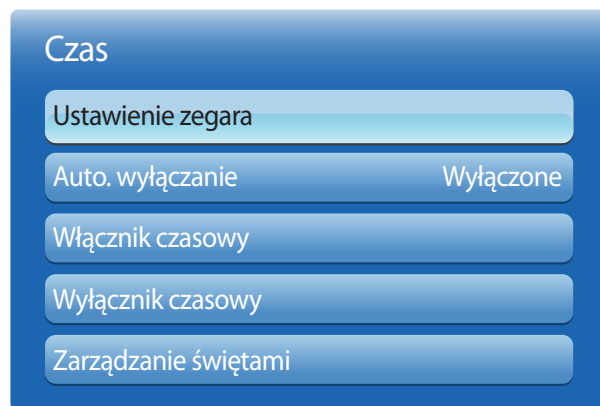 Czas
Ustawienie zegara
Auto. wyłączanie Wyłączone
Włącznik czasowy
Wyłącznik czasowy
Zarządzanie świętami